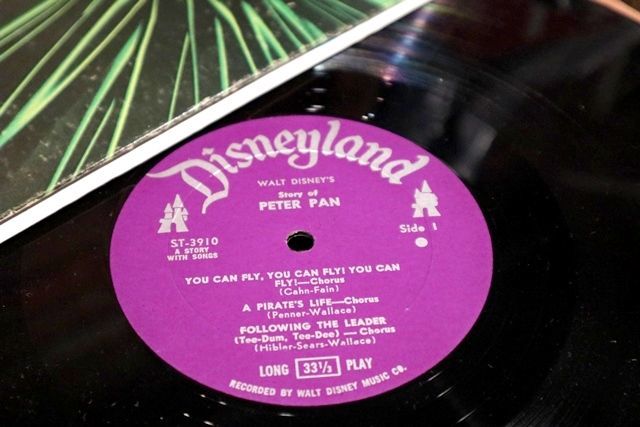 Disneyland
WALT DISNEY'S
Story of
PETER PAN
ST-3910
A STORY
WITH SONGS
Side 1
YOU CAN FLY, YOU CAN FLY! YOU CAN
FLY!—Chorus
(Cahn-Fain)
A PIRATE'S LIFE—Chorus
(Penner-Wallace)
FOLLOWING THE LEADER
(Tee-Dum, Tee-Dee) — Chorus
(Hibler-Sears-Wallace)
LONG 33⅓ PLAY
RECORDED BY WALT DISNEY MUSIC CO.